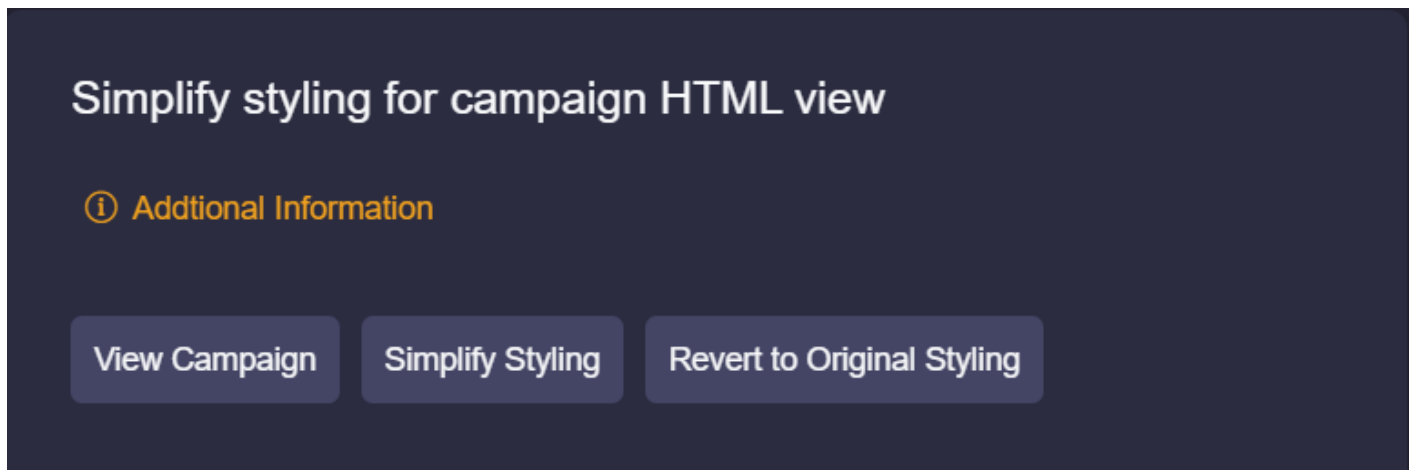 Simplify styling for campaign HTML view
Addtional Information
View Campaign
Simplify Styling
Revert to Original Styling